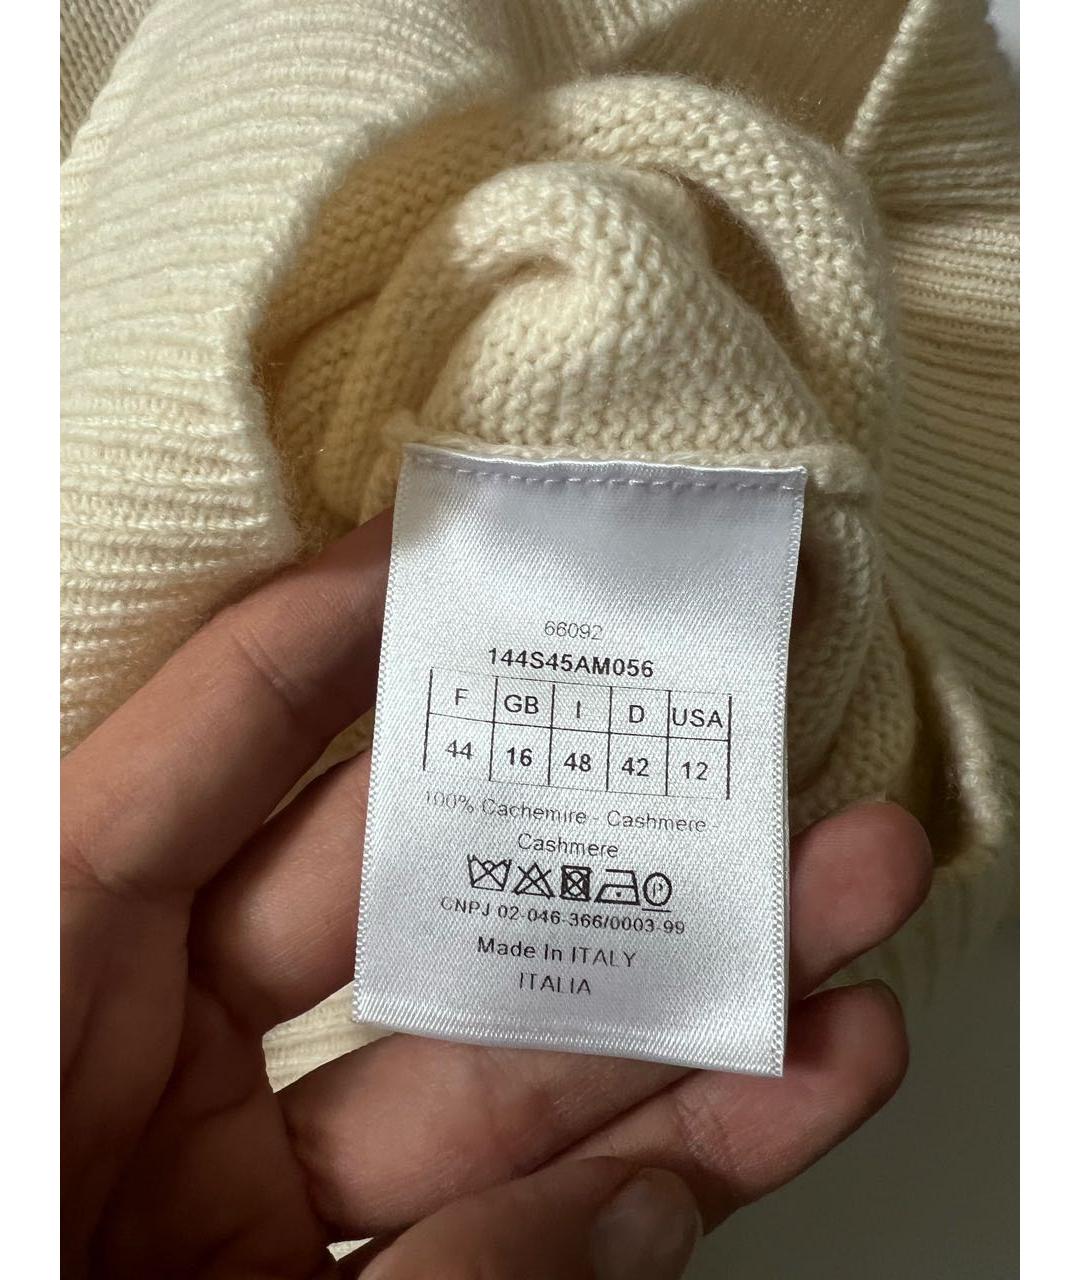 66092
144S45AM056
F GB I D USA
44 16 48 42 12
100% Cachemire - Cashmere -
Cashmere
CNPJ 02-046-366/0003-99
Made In ITALY
ITALIA